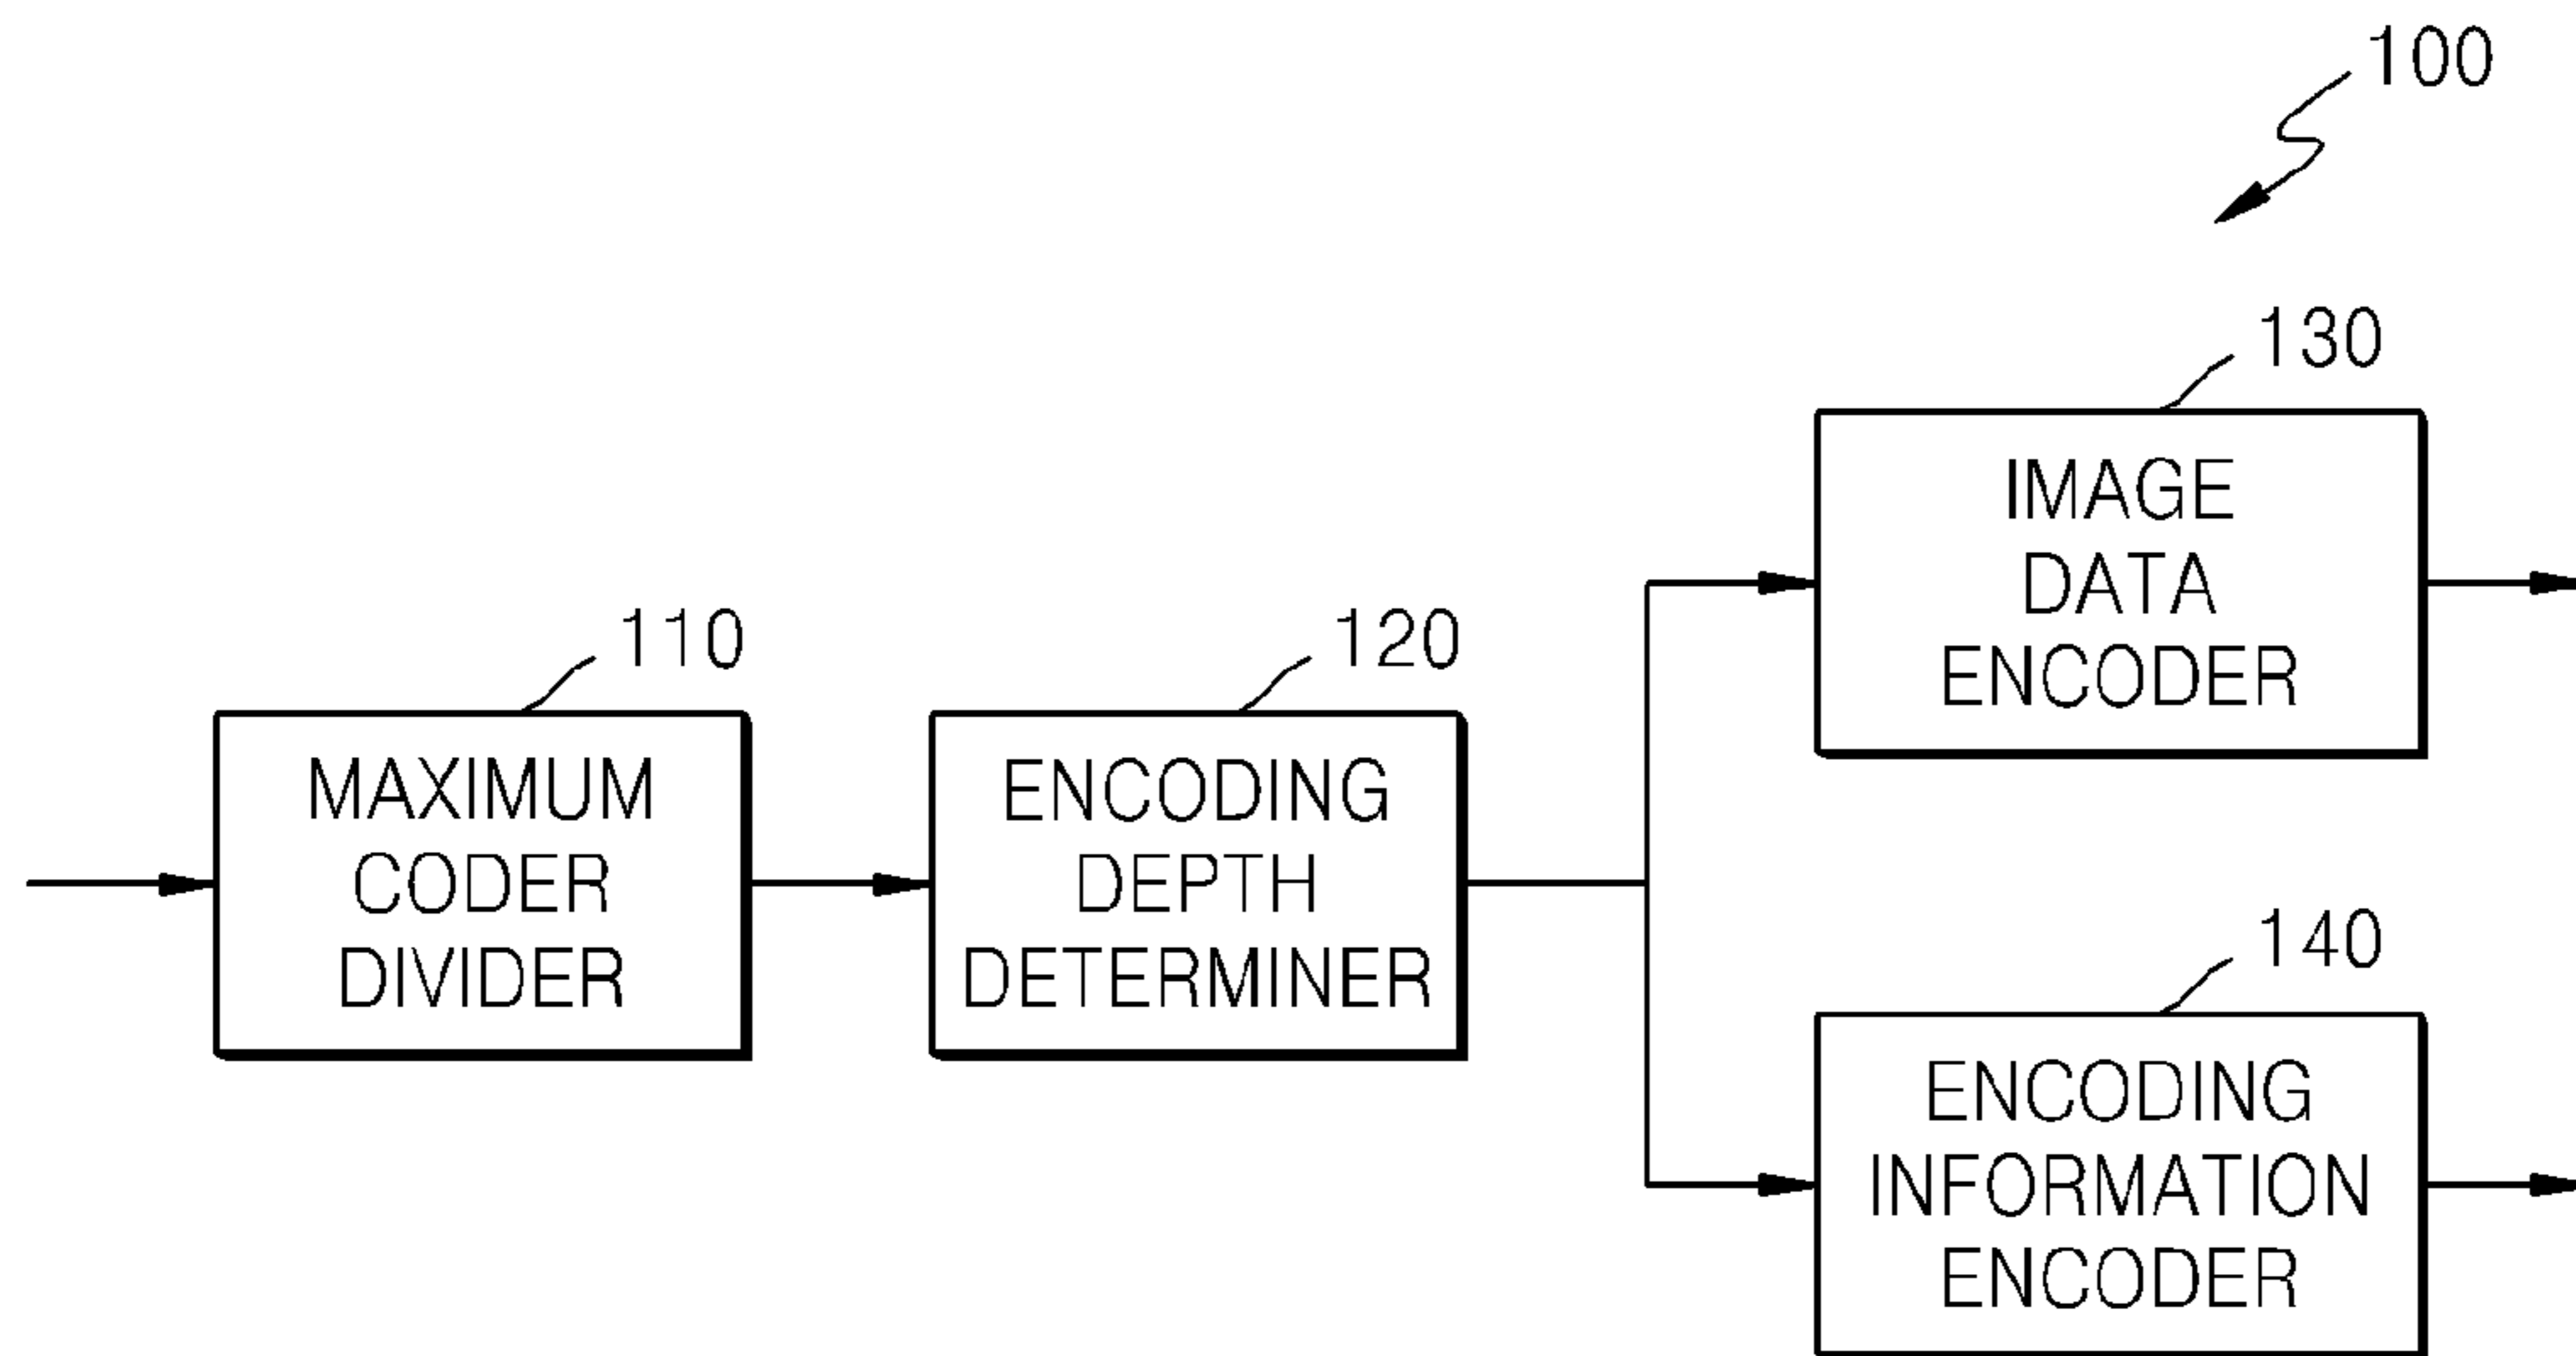 100
130
IMAGE
DATA
ENCODER
110
MAXIMUM
CODER
DIVIDER
120
ENCODING
DEPTH
DETERMINER
140
ENCODING
INFORMATION
ENCODER